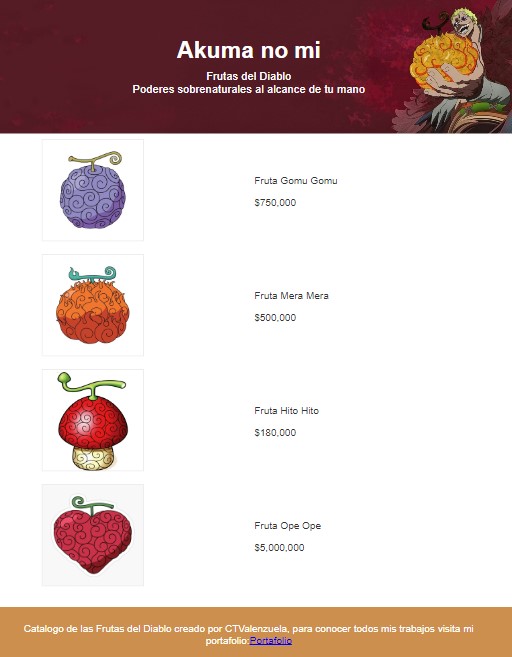 Akuma no mi
Frutas del Diablo
Poderes sobrenaturales al alcance de tu mano
Fruta Gomu Gomu
$750,000
Fruta Mera Mera
$500,000
Fruta Hito Hito
$180,000
Fruta Ope Ope
$5,000,000
Catalogo de las Frutas del Diablo creado por CTValenzuela, para conocer todos mis trabajos visita mi
portafolio:Portafolio